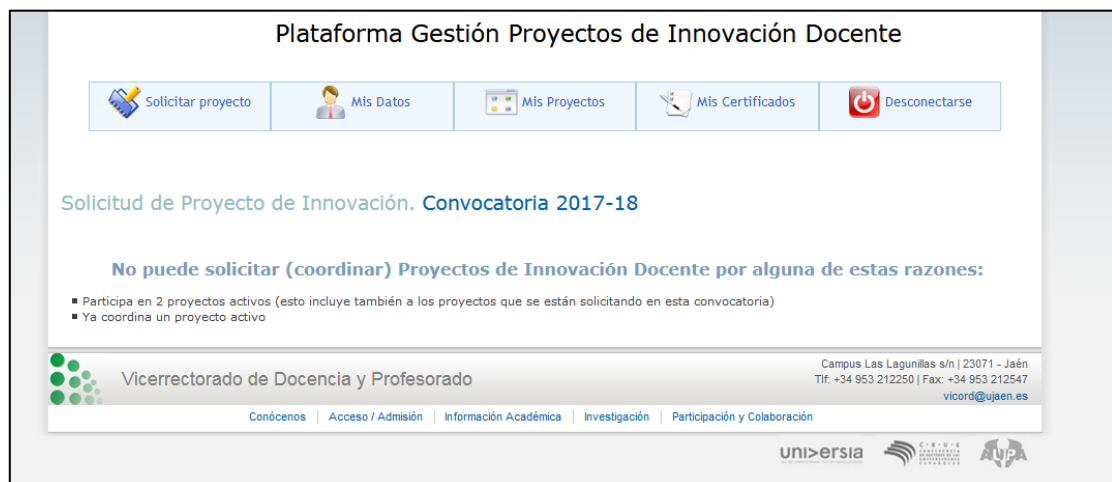 Plataforma Gestión Proyectos de Innovación Docente
Solicitar proyecto
Mis Datos
Mis Proyectos
Mis Certificados
Desconectarse
Solicitud de Proyecto de Innovación. Convocatoria 2017-18
No puede solicitar (coordinar) Proyectos de Innovación Docente por alguna de estas razones:
Participa en 2 proyectos activos (esto incluye también a los proyectos que se están solicitando en esta convocatoria)
Ya coordina un proyecto activo
Vicerrectorado de Docencia y Profesorado
Campus Las Lagunillas s/n | 23071 - Jaén
Tlf: +34 953 212250 | Fax: +34 953 212547
vicord@ujaen.es
Conócenos | Acceso / Admisión | Información Académica | Investigación | Participación y Colaboración
uni>ersia
C·R·U·E
AUPA